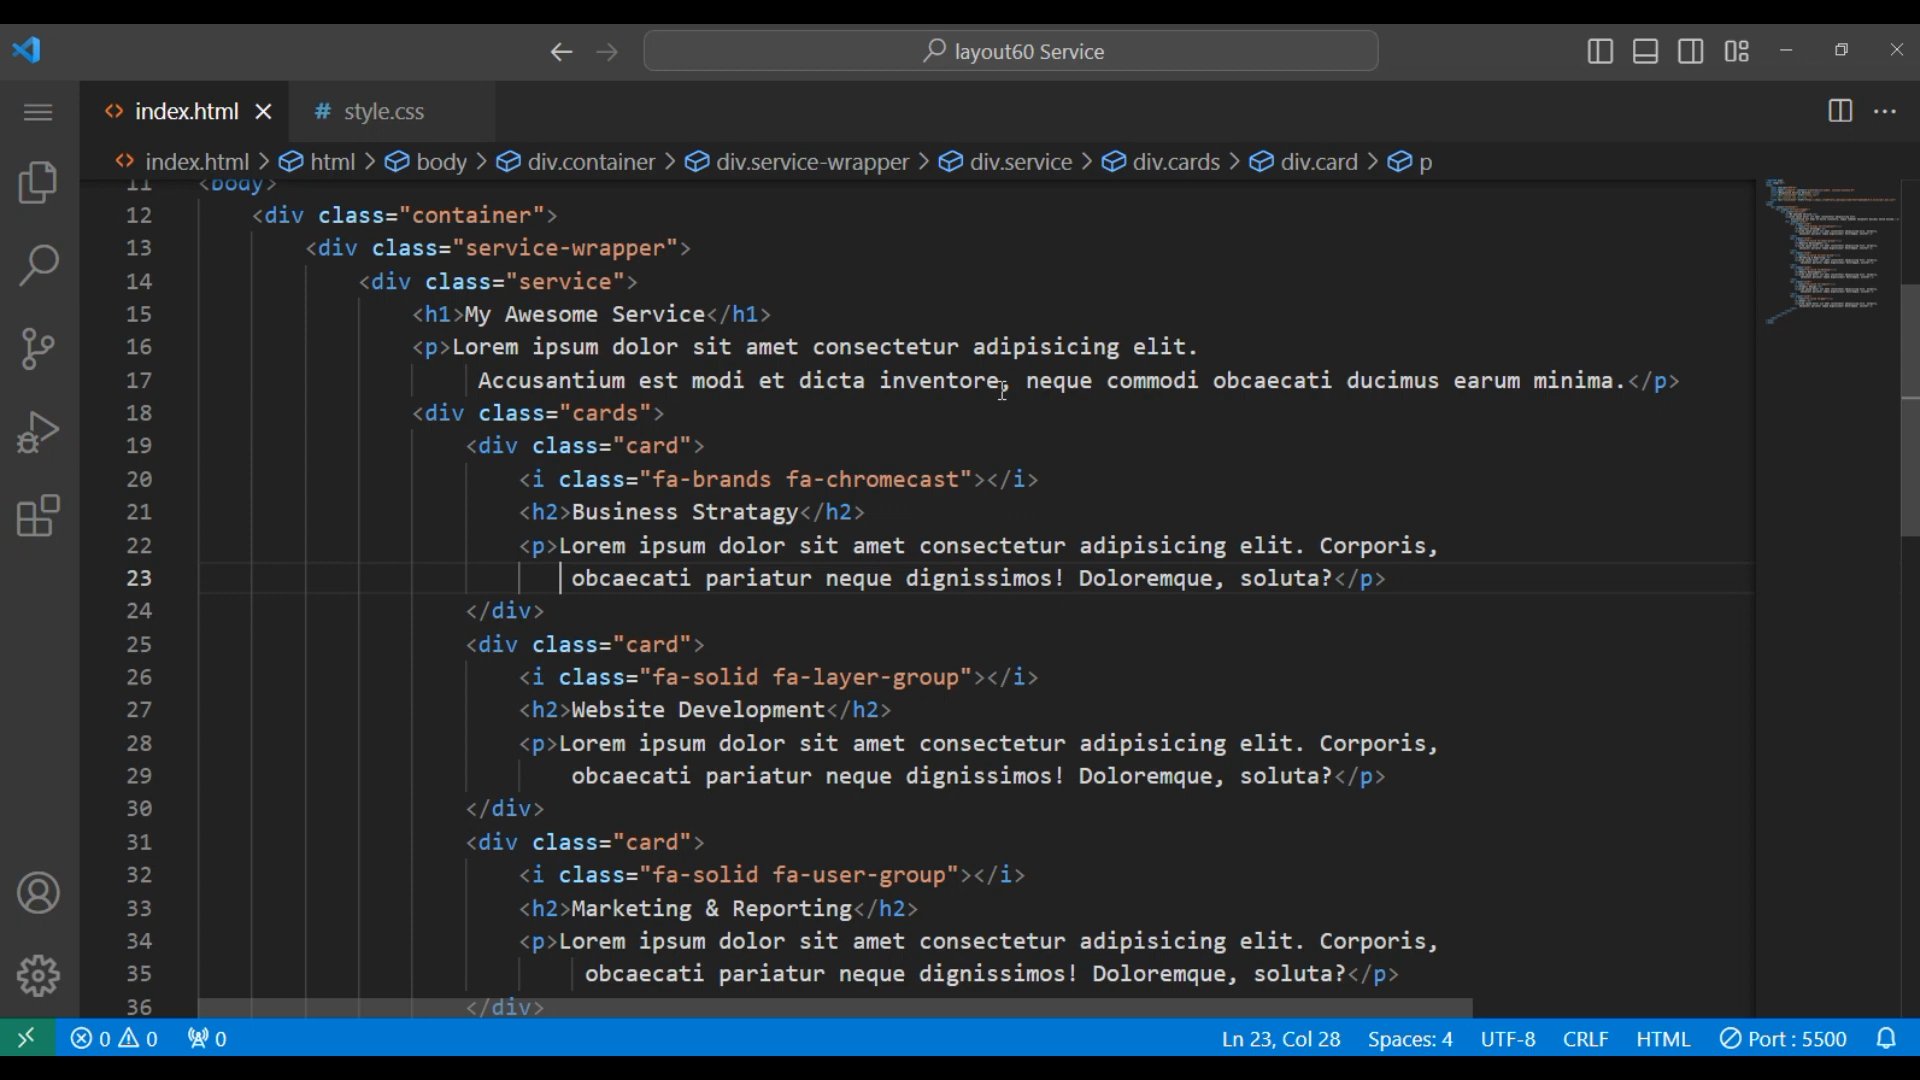 layout60 Service
index.html
# style.css
index.html > html > body > div.container > div.service-wrapper > div.service > div.cards > div.card > p
11 <body>
12 <div class="container">
13 <div class="service-wrapper">
14 <div class="service">
15 <h1>My Awesome Service</h1>
16 <p>Lorem ipsum dolor sit amet consectetur adipisicing elit.
17 Accusantium est modi et dicta inventore, neque commodi obcaecati ducimus earum minima.</p>
18 <div class="cards">
19 <div class="card">
20 <i class="fa-brands fa-chromecast"></i>
21 <h2>Business Stratagy</h2>
22 <p>Lorem ipsum dolor sit amet consectetur adipisicing elit. Corporis,
23 obcaecati pariatur neque dignissimos! Doloremque, soluta?</p>
24 </div>
25 <div class="card">
26 <i class="fa-solid fa-layer-group"></i>
27 <h2>Website Development</h2>
28 <p>Lorem ipsum dolor sit amet consectetur adipisicing elit. Corporis,
29 obcaecati pariatur neque dignissimos! Doloremque, soluta?</p>
30 </div>
31 <div class="card">
32 <i class="fa-solid fa-user-group"></i>
33 <h2>Marketing & Reporting</h2>
34 <p>Lorem ipsum dolor sit amet consectetur adipisicing elit. Corporis,
35 obcaecati pariatur neque dignissimos! Doloremque, soluta?</p>
36 </div>
0 0 0 Ln 23, Col 28 Spaces: 4 UTF-8 CRLF HTML Port : 5500